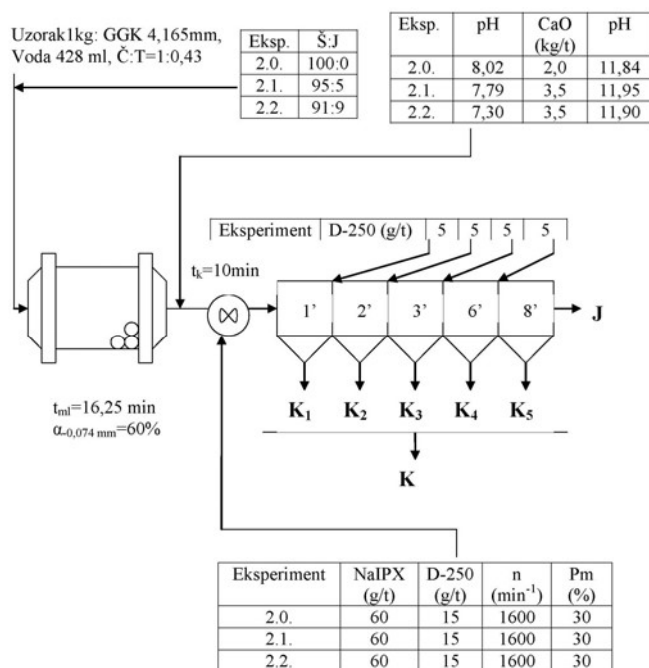 Uzorak1kg: GGK 4,165mm,
Voda 428 ml, Č:T=1:0,43
Eksp. Š:J
2.0. 100:0
2.1. 95:5
2.2. 91:9
Eksp. pH CaO (kg/t) pH
2.0. 8,02 2,0 11,84
2.1. 7,79 3,5 11,95
2.2. 7,30 3,5 11,90
Eksperiment D-250 (g/t) 5 5 5 5
tk=10min
1’ 2’ 3’ 6’ 8’ J
tml=16,25 min
α-0,074 mm=60%
K1 K2 K3 K4 K5
K
Eksperiment NaIPX (g/t) D-250 (g/t) n (min-1) Pm (%)
2.0. 60 15 1600 30
2.1. 60 15 1600 30
2.2. 60 15 1600 30